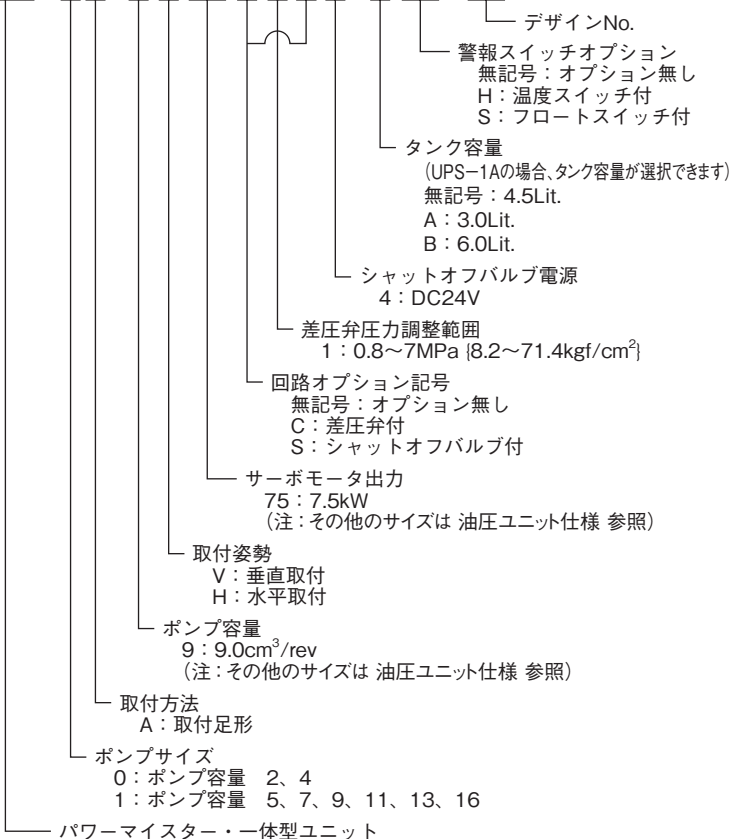 デザインNo.
警報スイッチオプション
無記号：オプション無し
H：温度スイッチ付
S：フロートスイッチ付
タンク容量
（UPS－1Aの場合、タンク容量が選択できます）
無記号：4.5Lit.
A：3.0Lit.
B：6.0Lit.
シャットオフバルブ電源
4：DC24V
差圧弁圧力調整範囲
1：0.8～7MPa {8.2～71.4kgf/cm²}
回路オプション記号
無記号：オプション無し
C：差圧弁付
S：シャットオフバルブ付
サーボモータ出力
75：7.5kW
（注：その他のサイズは 油圧ユニット仕様 参照）
取付姿勢
V：垂直取付
H：水平取付
ポンプ容量
9：9.0cm³/rev
（注：その他のサイズは 油圧ユニット仕様 参照）
取付方法
A：取付足形
ポンプサイズ
0：ポンプ容量　2、4
1：ポンプ容量　5、7、9、11、13、16
パワーマイスター・一体型ユニット